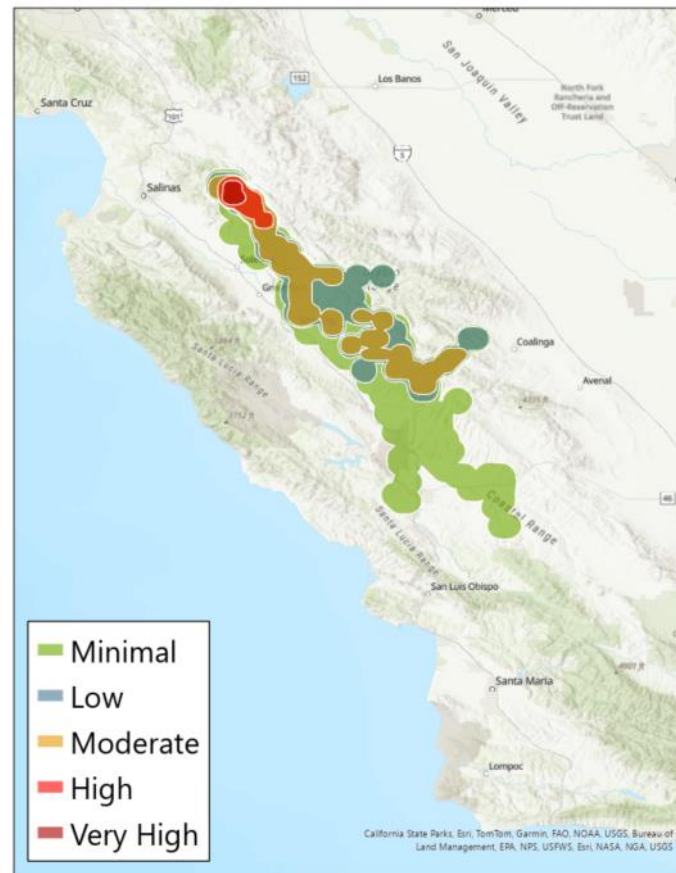 Merced
SAN JOAQUIN VALLEY
152
Los Banos
North Fork
Rancheria and
Off-Reservation
Trust Land
Santa Cruz
101
5
Salinas
Coalinga
Santa Lucia Range
Avenal
46
Coastal Range
Santa Lucia Range
San Luis Obispo
Santa Maria
Lompoc
Minimal
Low
Moderate
High
Very High
California State Parks, Esri, TomTom, Garmin, FAO, NOAA, USGS, Bureau of
Land Management, EPA, NPS, USFWS, Esri, NASA, NGA, USGS